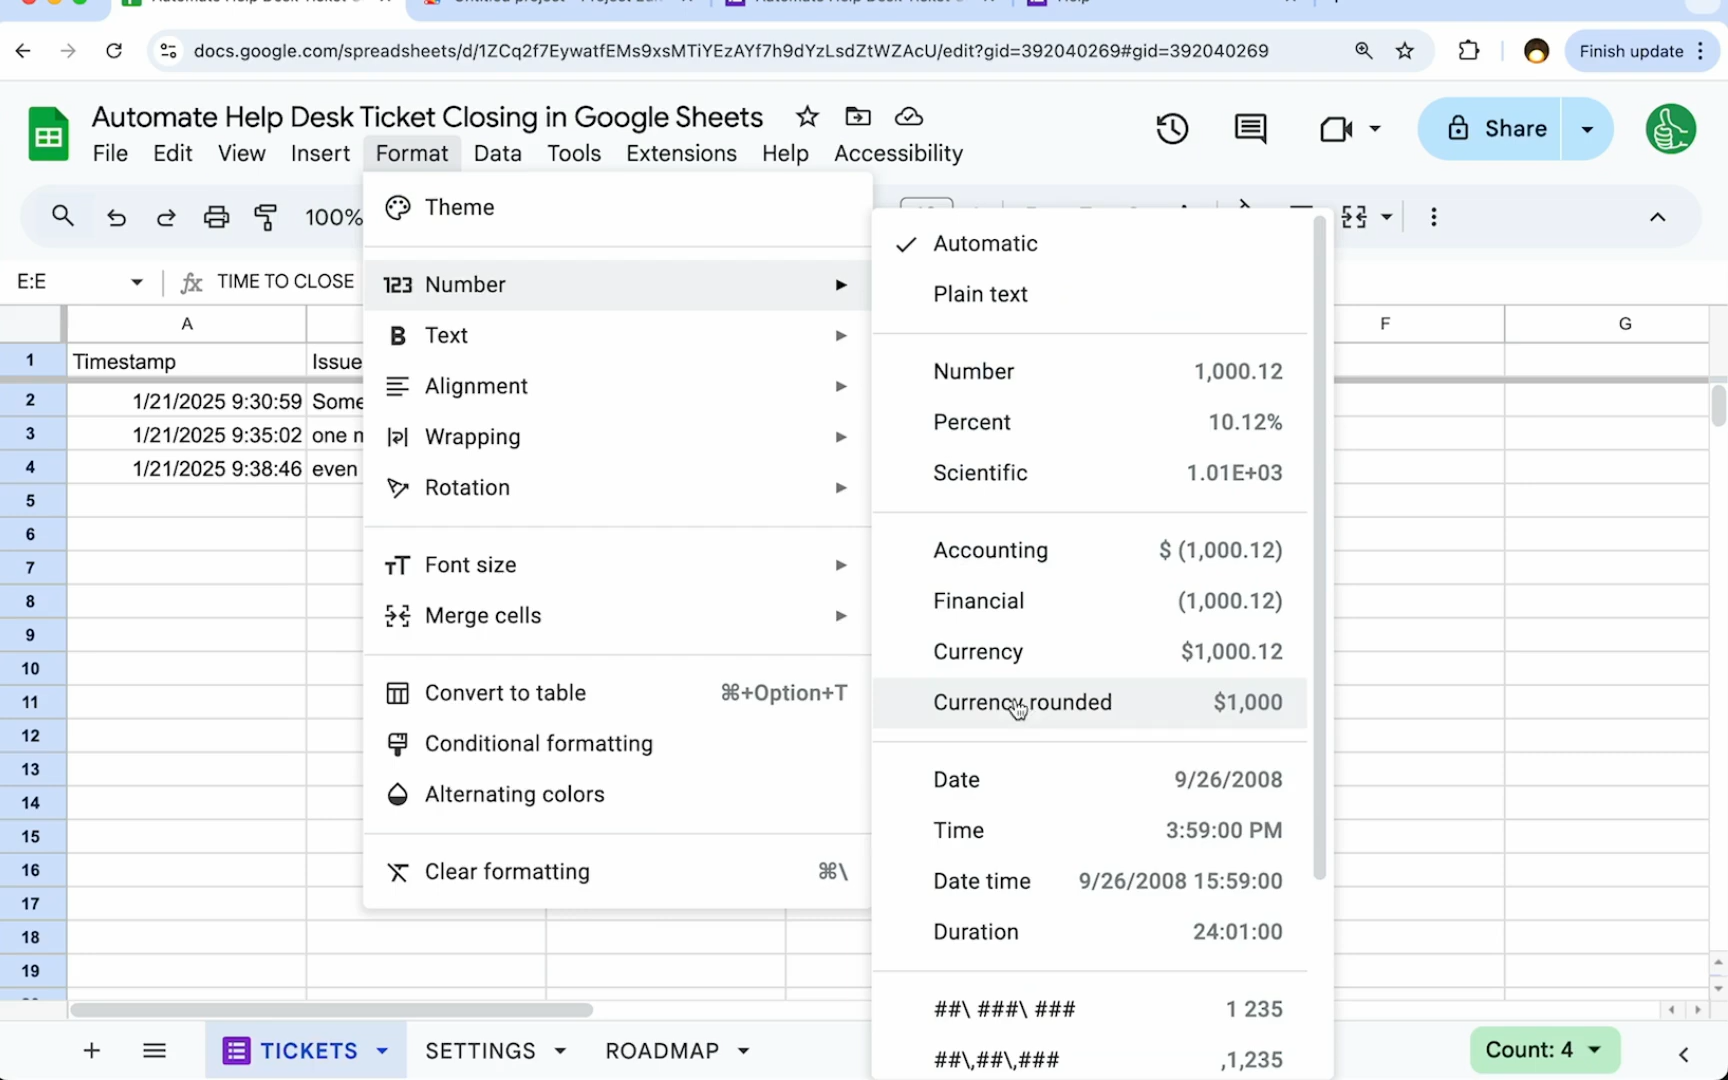 docs.google.com/spreadsheets/d/1ZCq2f7EywatfEMs9xsMTiYEzAYf7h9dYzLsdZtWZAcU/edit?gid=392040269#gid=392040269
Finish update
Automate Help Desk Ticket Closing in Google Sheets
Share
File Edit View Insert Format Data Tools Extensions Help Accessibility
100%
E:E
TIME TO CLOSE
A F G
1 Timestamp Issue
2 1/21/2025 9:30:59 Some
3 1/21/2025 9:35:02 one
4 1/21/2025 9:38:46 even
5
6
7
8
9
10
11
12
13
14
15
16
17
18
19
Theme
123 Number
B Text
Alignment
Wrapping
Rotation
Font size
Merge cells
Convert to table ⌘+Option+T
Conditional formatting
Alternating colors
Clear formatting ⌘\
Automatic
Plain text
Number 1,000.12
Percent 10.12%
Scientific 1.01E+03
Accounting $ (1,000.12)
Financial (1,000.12)
Currency $1,000.12
Currency rounded $1,000
Date 9/26/2008
Time 3:59:00 PM
Date time 9/26/2008 15:59:00
Duration 24:01:00
##\ ###\ ### 1 235
##\,##\,### ,1,235
TICKETS SETTINGS ROADMAP
Count: 4